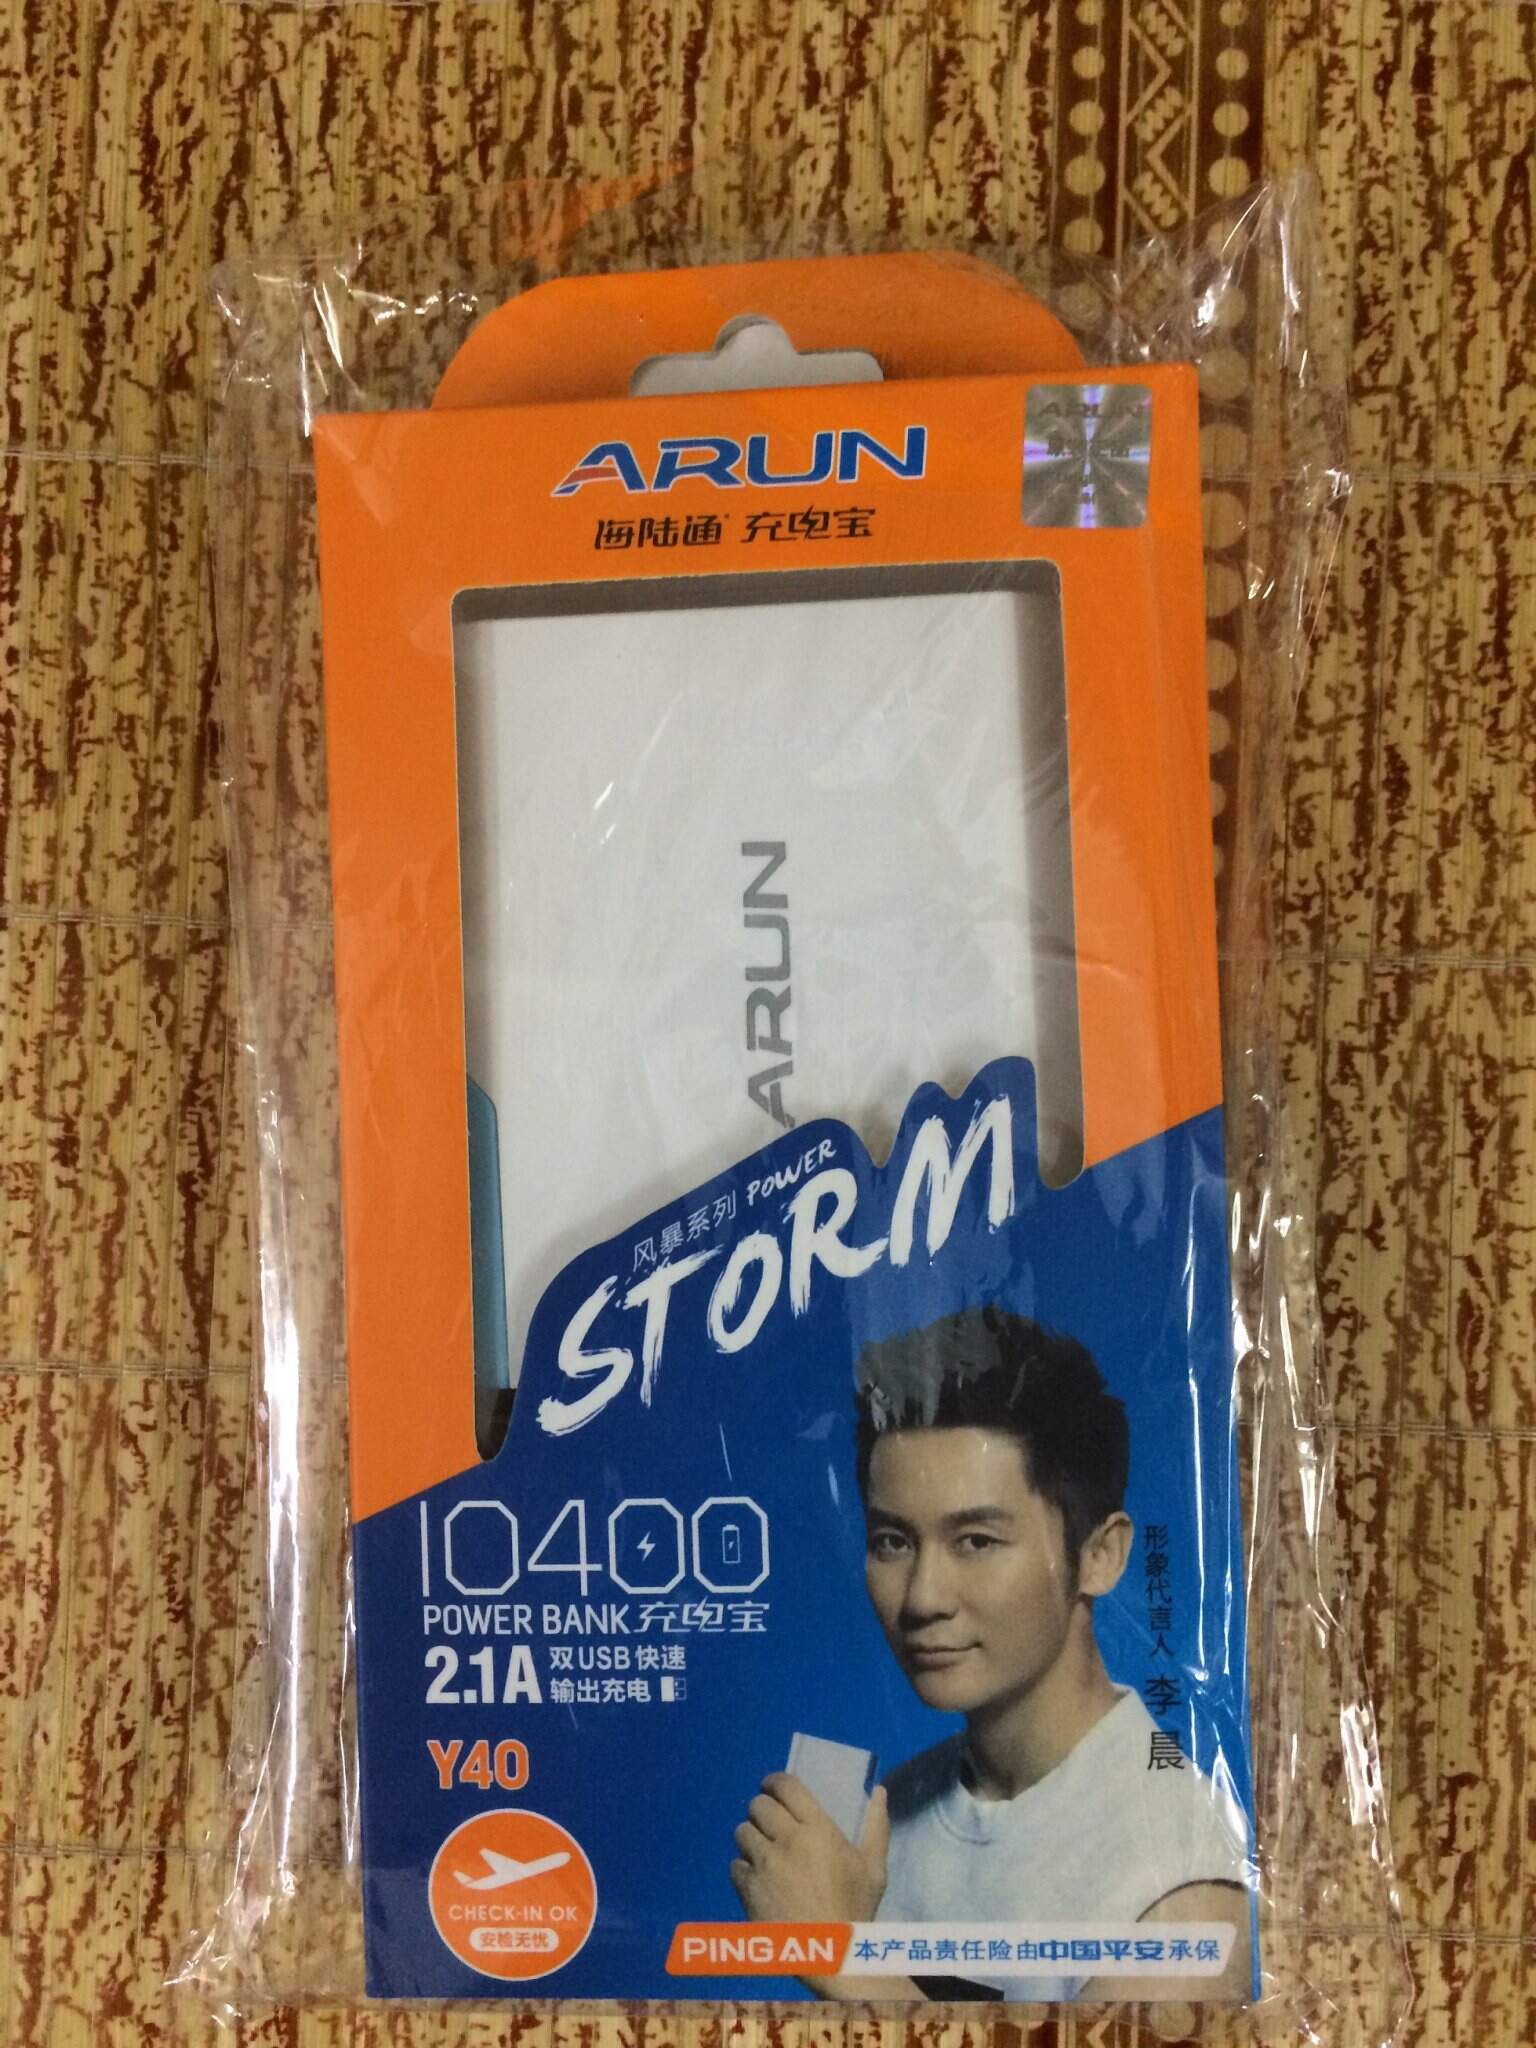 ARUN
ARUN
海陆通 充电宝
ARUN
风暴系列 POWER
STORM
10400
POWER BANK 充电宝
2.1A 双USB快速
输出充电
Y40
形象代言人 李晨
CHECK-IN OK
安检无忧
PINGAN 本产品责任险由中国平安承保